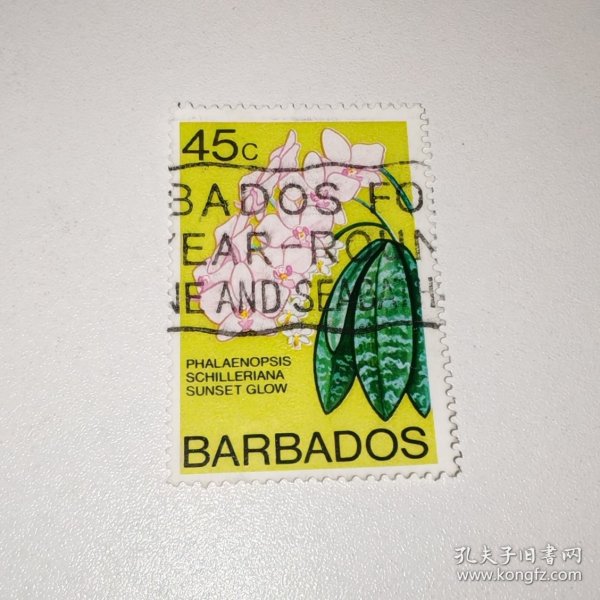 45c
BADOS FO
YEAR-ROUN
NE AND SEA
PHALAENOPSIS
SCHILLERIANA
SUNSET GLOW
BARBADOS
孔夫子旧书网
www.kongfz.com